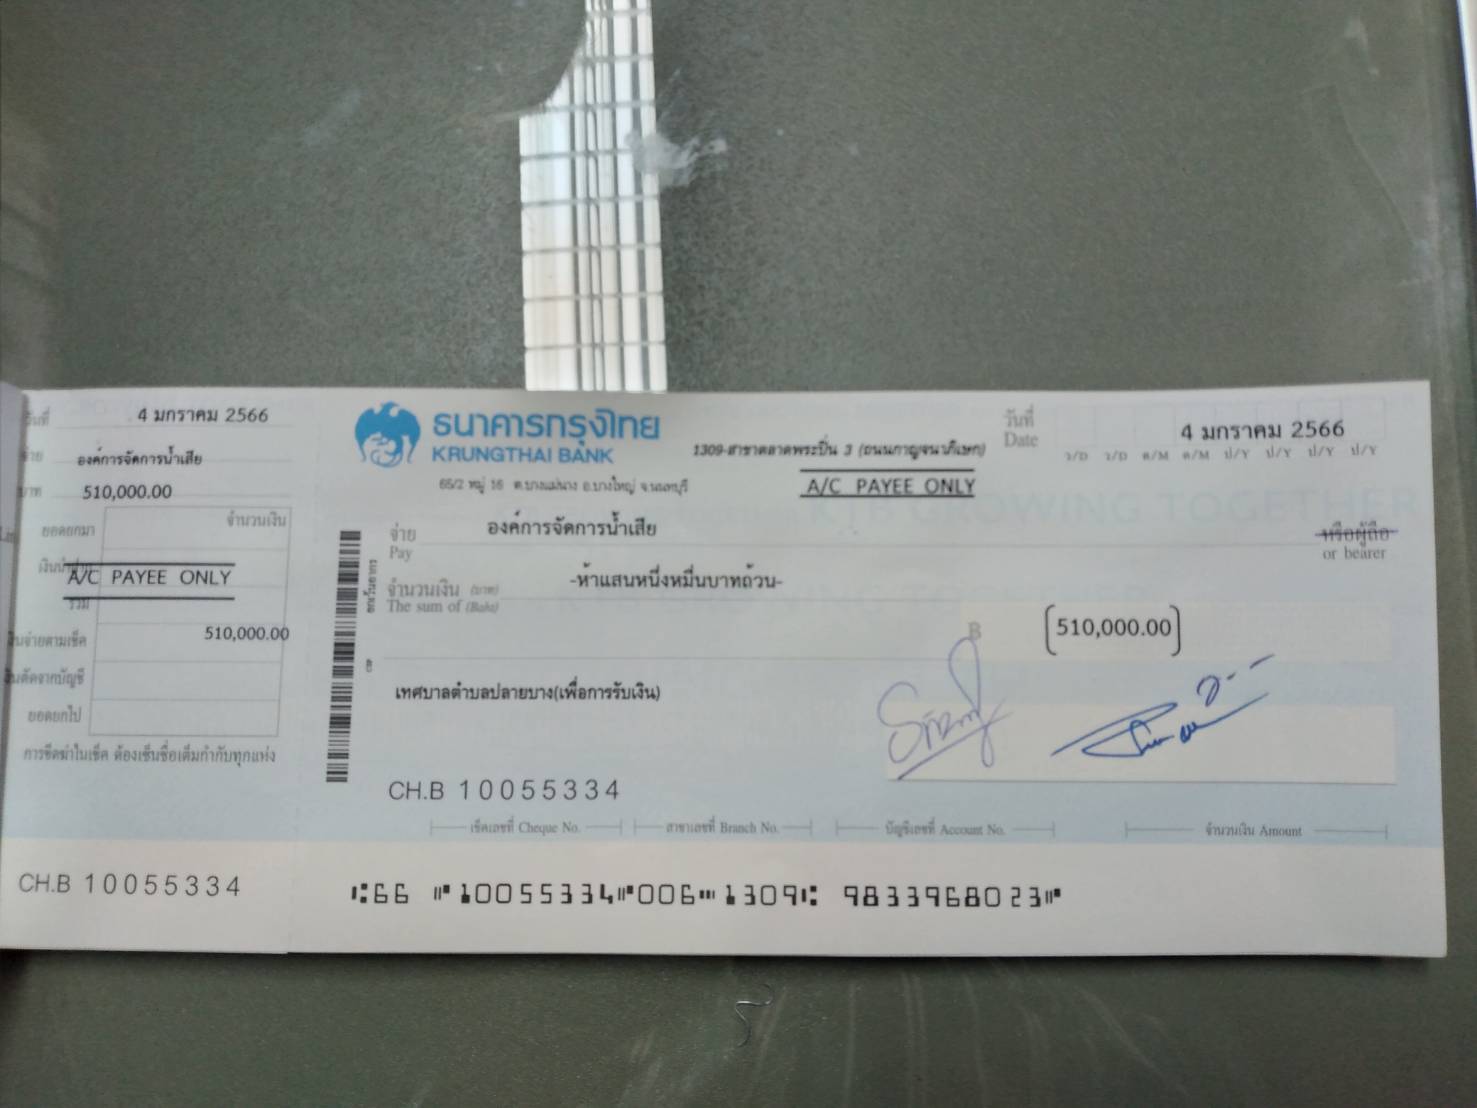 วันที่ 4 มกราคม 2566
จ่าย องค์การจัดการน้ำเสีย
บาท 510,000.00
จำนวนเงิน
ยอดยกมา
เงินนำฝาก
A/C PAYEE ONLY
รวม
เงินจ่ายตามเช็ค 510,000.00
เงินตัดจากบัญชี
ยอดยกไป
การขีดฆ่าในเช็ค ต้องเซ็นชื่อเต็มกำกับทุกแห่ง
CH.B 10055334
ธนาคารกรุงไทย
KRUNGTHAI BANK
1309-สาขาตลาดพระปิ่น 3 (ถนนกาญจนาภิเษก)
65/2 หมู่ 16 ต.บางแม่นาง อ.บางใหญ่ จ.นนทบุรี
A/C PAYEE ONLY
วันที่
Date
4 มกราคม 2566
ว/D ว/D ด/M ด/M ป/Y ป/Y ป/Y ป/Y
KTB GROWING TOGETHER
จ่าย องค์การจัดการน้ำเสีย หรือผู้ถือ
Pay or bearer
จำนวนเงิน (บาท) -ห้าแสนหนึ่งหมื่นบาทถ้วน-
The sum of (Baht)
B 510,000.00
เทศบาลตำบลปลายบาง(เพื่อการรับเงิน)
CH.B 10055334
เช็คเลขที่ Cheque No. สาขาเลขที่ Branch No. บัญชีเลขที่ Account No. จำนวนเงิน Amount
⑆66 ⑈10055334⑈006⑉1309⑆ 9833968023⑈